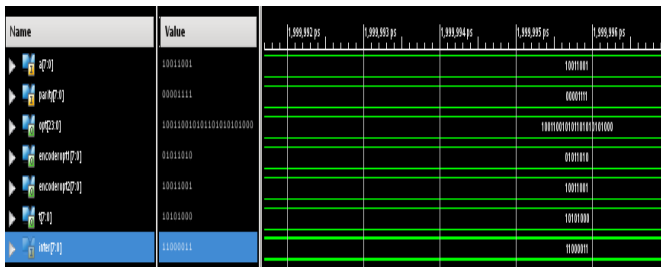 Name Value 1,999,992 ps 1,999,993 ps 1,999,994 ps 1,999,995 ps 1,999,996 ps
a[7:0] 10011001 10011001
parity[7:0] 00001111 00001111
opt[23:0] 100110010101101010101000 100110010101101010101000
encoderopt1[7:0] 01011010 01011010
encoderopt2[7:0] 10011001 10011001
t[7:0] 10101000 10101000
inter[7:0] 11000011 11000011